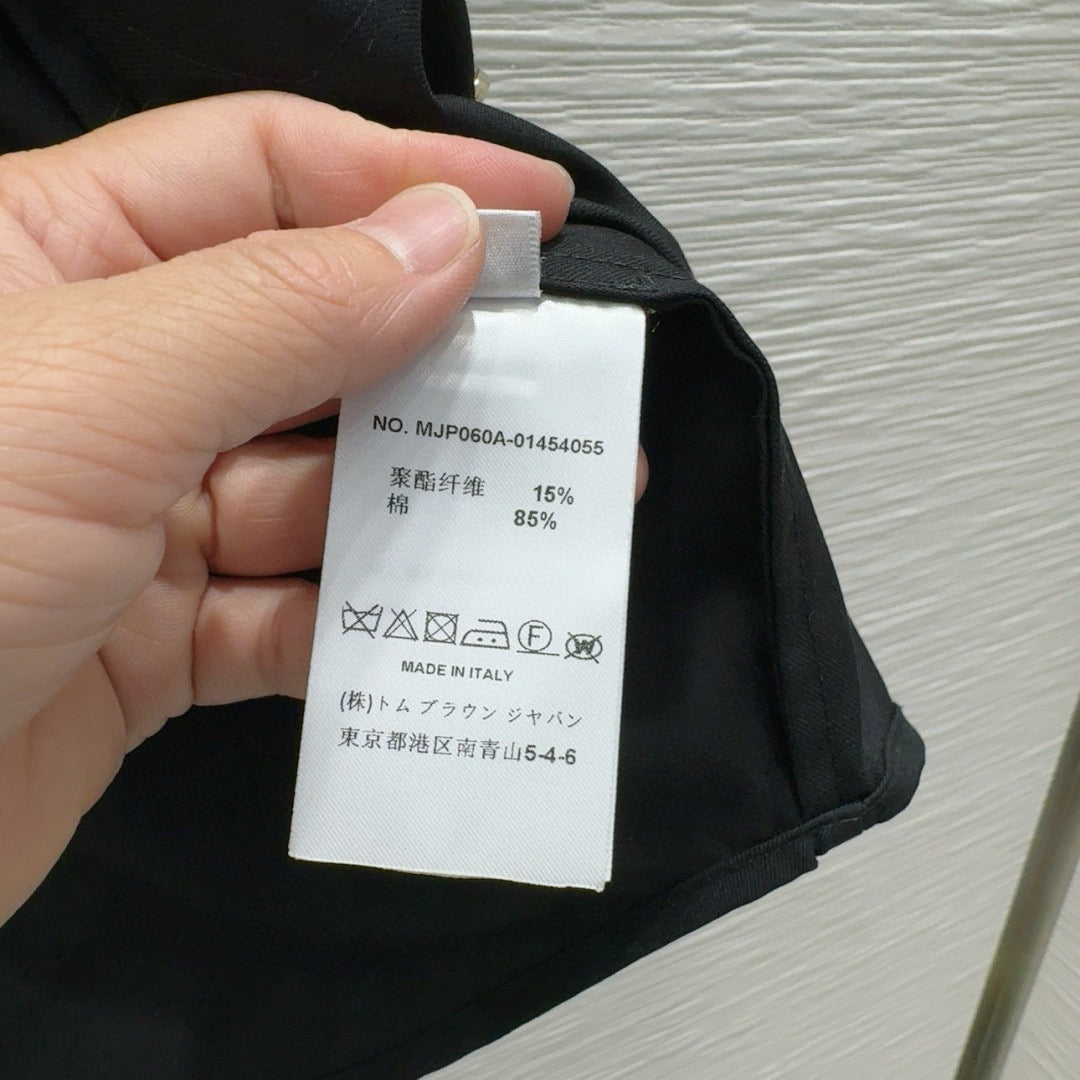 NO. MJP060A-01454055
聚酯纤维 15%
棉 85%
F
W
MADE IN ITALY
(株)トム ブラウン ジヤパン
東京都港区南青山5-4-6